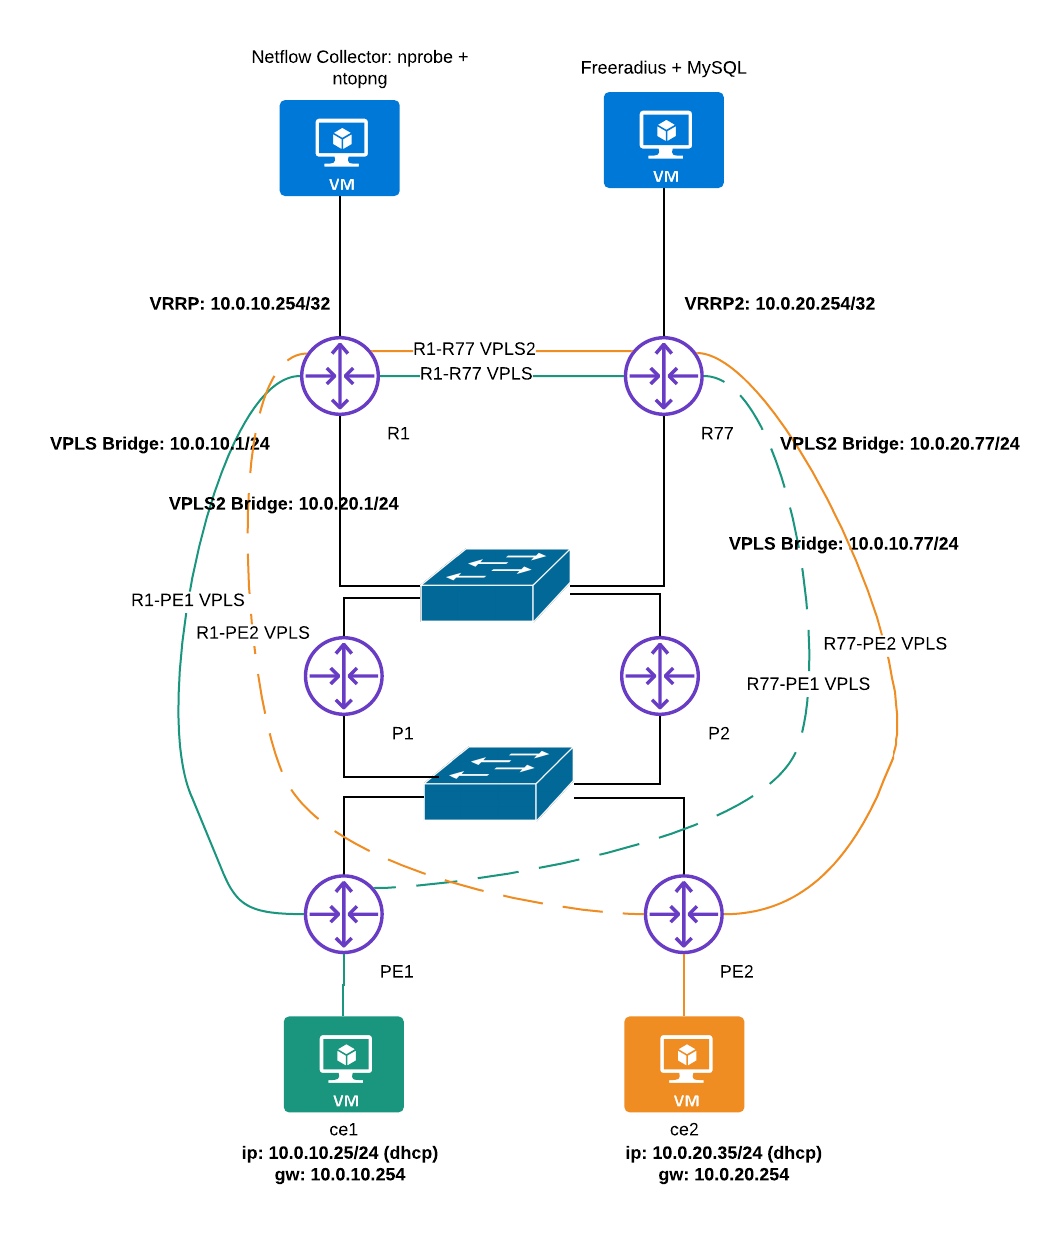 Netflow Collector: nprobe +
ntopng
Freeradius + MySQL
VM
VM
VRRP: 10.0.10.254/32
VRRP2: 10.0.20.254/32
R1-R77 VPLS2
R1-R77 VPLS
R1
R77
VPLS Bridge: 10.0.10.1/24
VPLS2 Bridge: 10.0.20.77/24
VPLS2 Bridge: 10.0.20.1/24
VPLS Bridge: 10.0.10.77/24
R1-PE1 VPLS
R1-PE2 VPLS
R77-PE2 VPLS
R77-PE1 VPLS
P1
P2
PE1
PE2
VM
VM
ce1
ip: 10.0.10.25/24 (dhcp)
gw: 10.0.10.254
ce2
ip: 10.0.20.35/24 (dhcp)
gw: 10.0.20.254